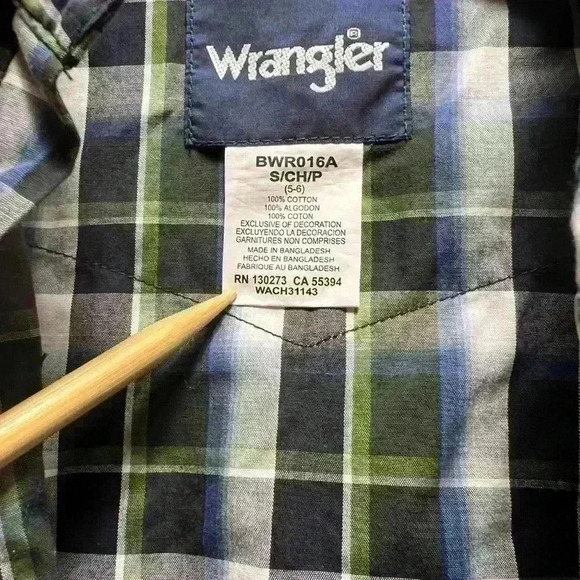 Wrangler®
BWR016A
S/CH/P
(5-6)
100% COTTON
100% ALGODON
100% COTON
EXCLUSIVE OF DECORATION
EXCLUYENDO LA DECORACION
GARNITURES NON COMPRISES
MADE IN BANGLADESH
HECHO EN BANGLADESH
FABRIQUE AU BANGLADESH
RN 130273 CA 55394
WACH31143